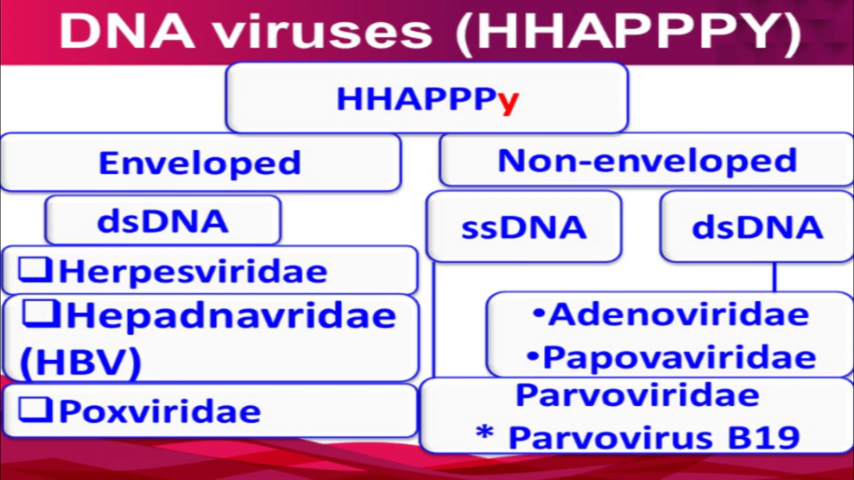 DNA viruses (HHAPPPY)
HHAPPPy
Enveloped
Non-enveloped
dsDNA
ssDNA
dsDNA
❑Herpesviridae
❑Hepadnavridae
(HBV)
❑Poxviridae
•Adenoviridae
•Papovaviridae
Parvoviridae
* Parvovirus B19